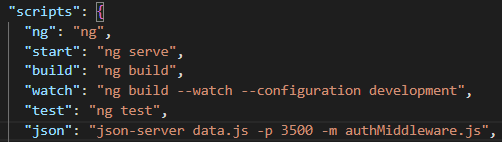 "scripts": {
"ng": "ng",
"start": "ng serve",
"build": "ng build",
"watch": "ng build --watch --configuration development",
"test": "ng test",
"json": "json-server data.js -p 3500 -m authMiddleware.js",